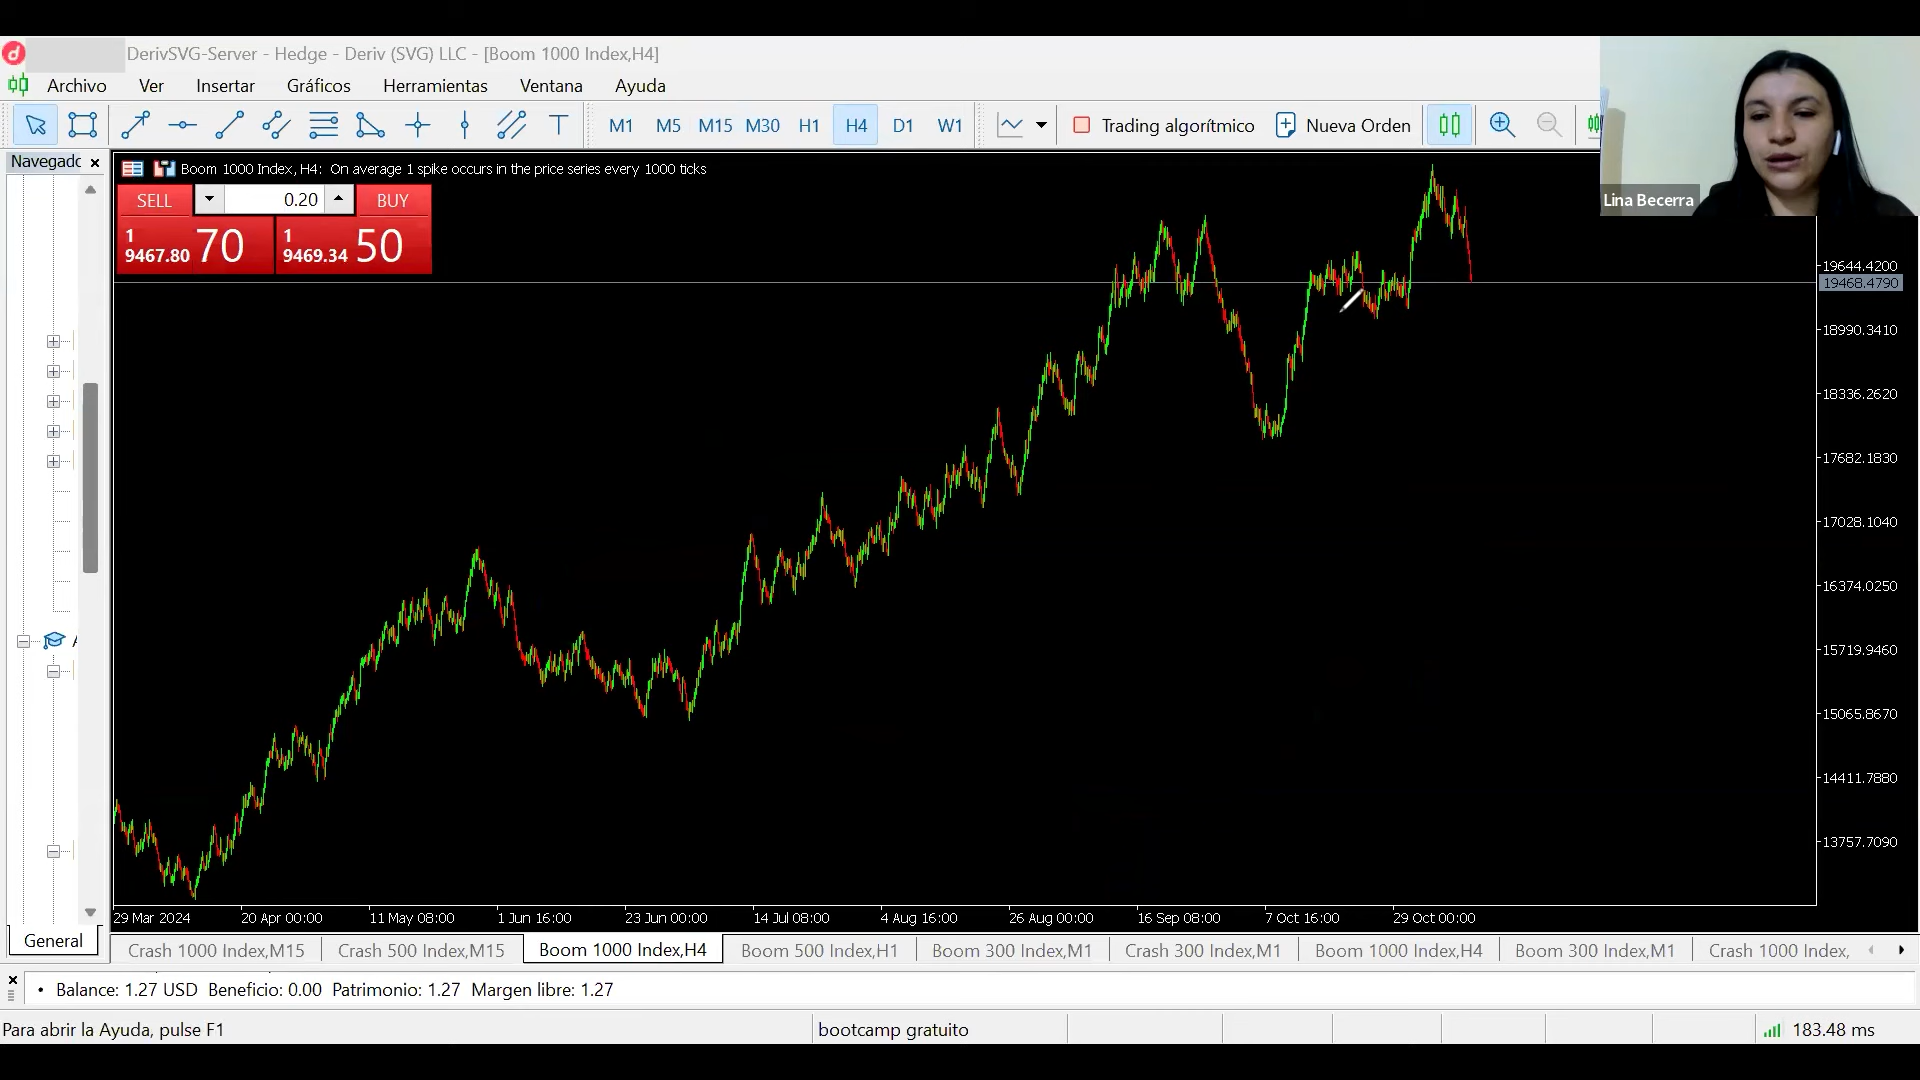 DerivSVG-Server - Hedge - Deriv (SVG) LLC - [Boom 1000 Index,H4]
Archivo Ver Insertar Gráficos Herramientas Ventana Ayuda
T M1 M5 M15 M30 H1 H4 D1 W1 Trading algorítmico Nueva Orden
Lina Becerra
Navegado
Boom 1000 Index, H4: On average 1 spike occurs in the price series every 1000 ticks
SELL 0.20 BUY
1 9467.80 70 1 9469.34 50
19644.4200
19468.4790
18990.3410
18336.2620
17682.1830
17028.1040
16374.0250
15719.9460
15065.8670
14411.7880
13757.7090
29 Mar 2024 20 Apr 00:00 11 May 08:00 1 Jun 16:00 23 Jun 00:00 14 Jul 08:00 4 Aug 16:00 26 Aug 00:00 16 Sep 08:00 7 Oct 16:00 29 Oct 00:00
General
Crash 1000 Index,M15 Crash 500 Index,M15 Boom 1000 Index,H4 Boom 500 Index,H1 Boom 300 Index,M1 Crash 300 Index,M1 Boom 1000 Index,H4 Boom 300 Index,M1 Crash 1000 Index,
• Balance: 1.27 USD Beneficio: 0.00 Patrimonio: 1.27 Margen libre: 1.27
Para abrir la Ayuda, pulse F1 bootcamp gratuito 183.48 ms